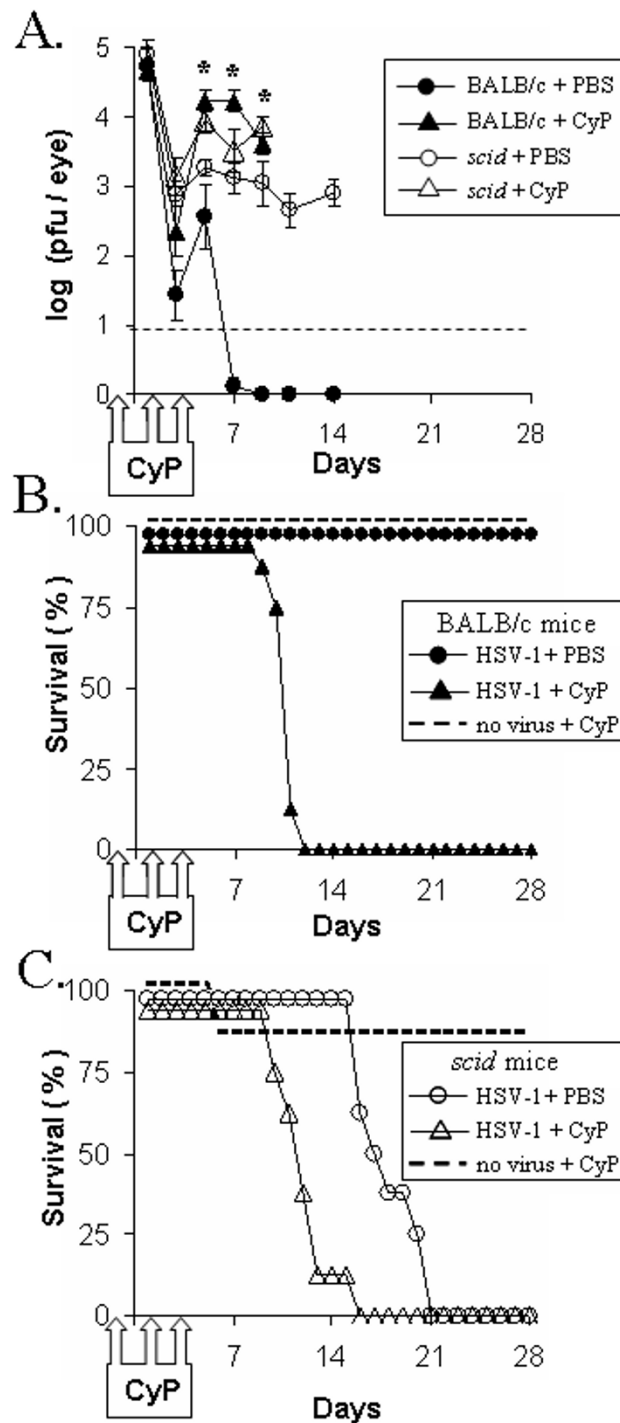 A.
5
4
3
2
1
0
log (pfu / eye)
* * *
BALB/c + PBS
BALB/c + CyP
scid + PBS
scid + CyP
7 14 21 28
CyP
Days
B.
100
75
50
25
0
Survival ( % )
BALB/c mice
HSV-1 + PBS
HSV-1 + CyP
no virus + CyP
7 14 21 28
CyP
Days
C.
100
75
50
25
0
Survival ( % )
scid mice
HSV-1 + PBS
HSV-1 + CyP
no virus + CyP
7 14 21 28
CyP
Days